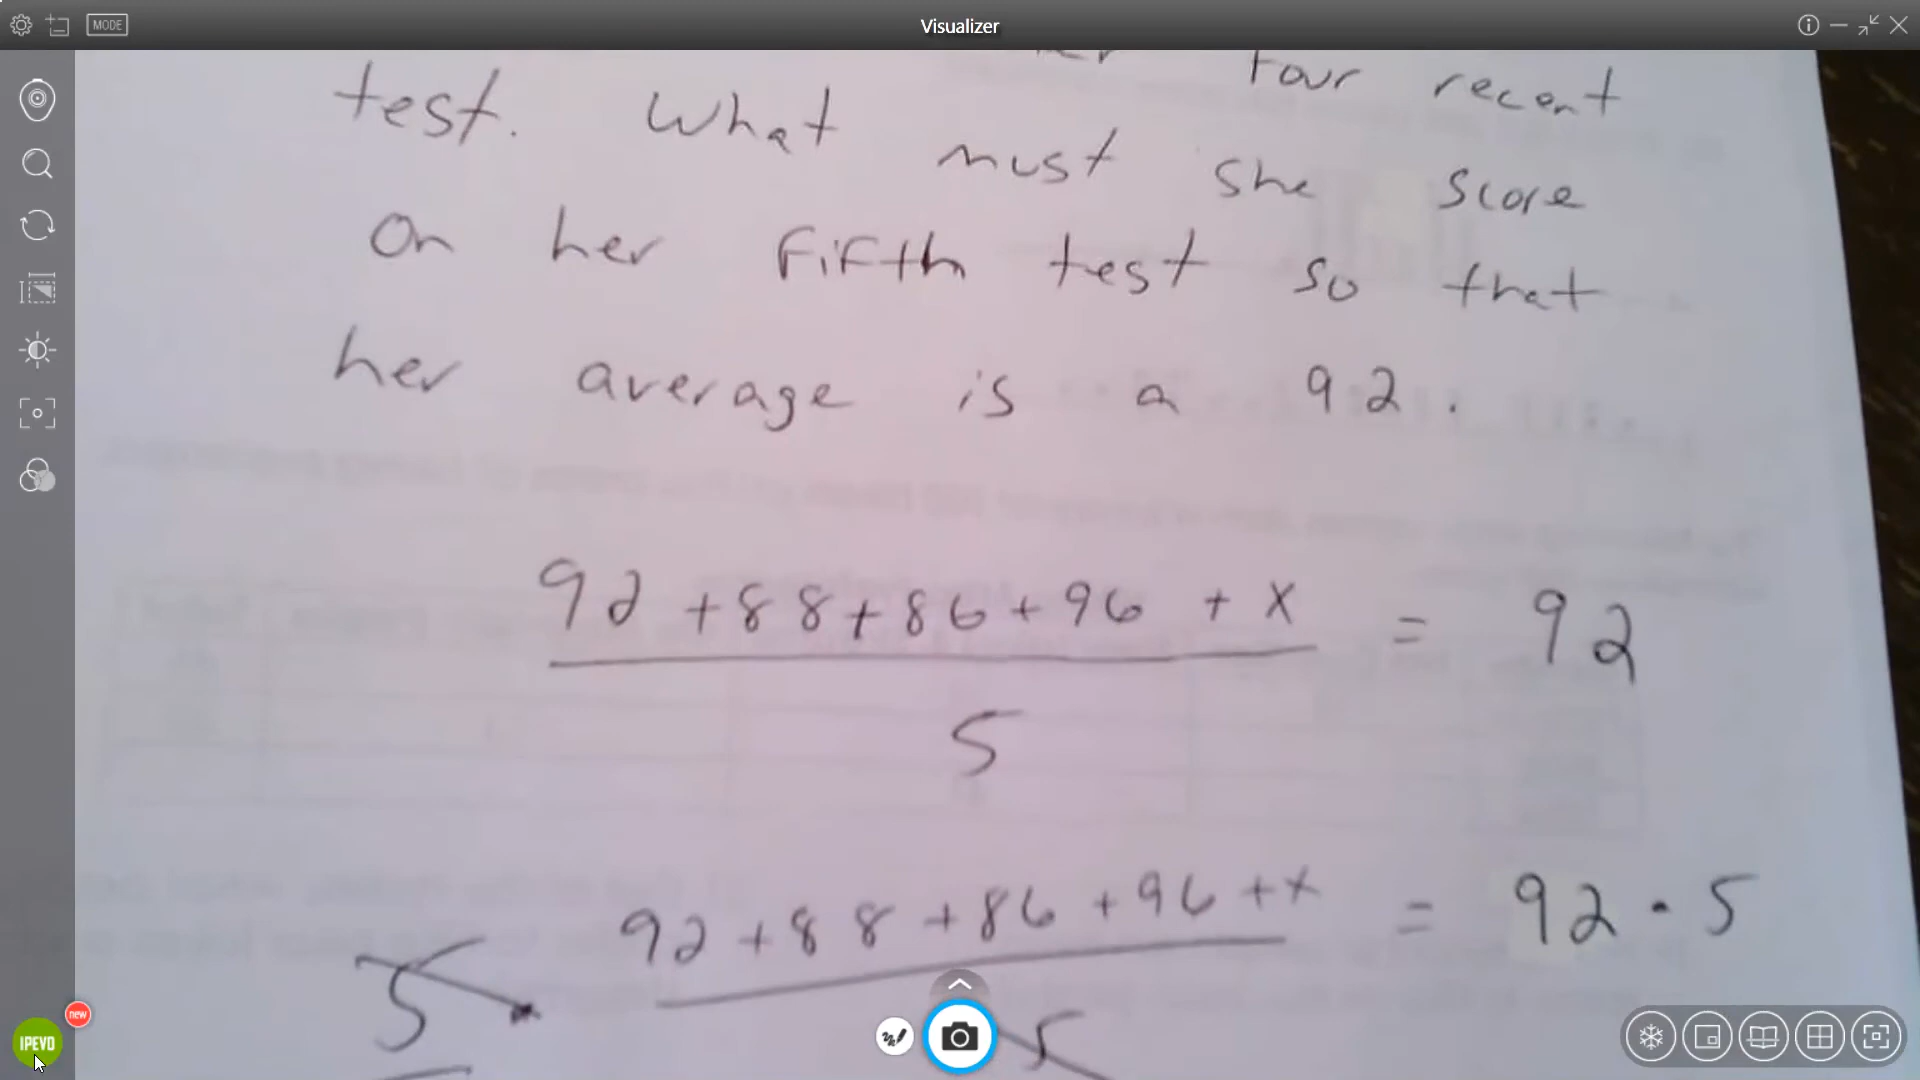 MODE
Visualizer
four recent
test. What must she score
On her fifth test so that
her average is a 92.
92 + 88 + 86 + 96 + x = 92
5
92 + 88 + 86 + 96 + x = 92 · 5
5
5
new
IPEVO